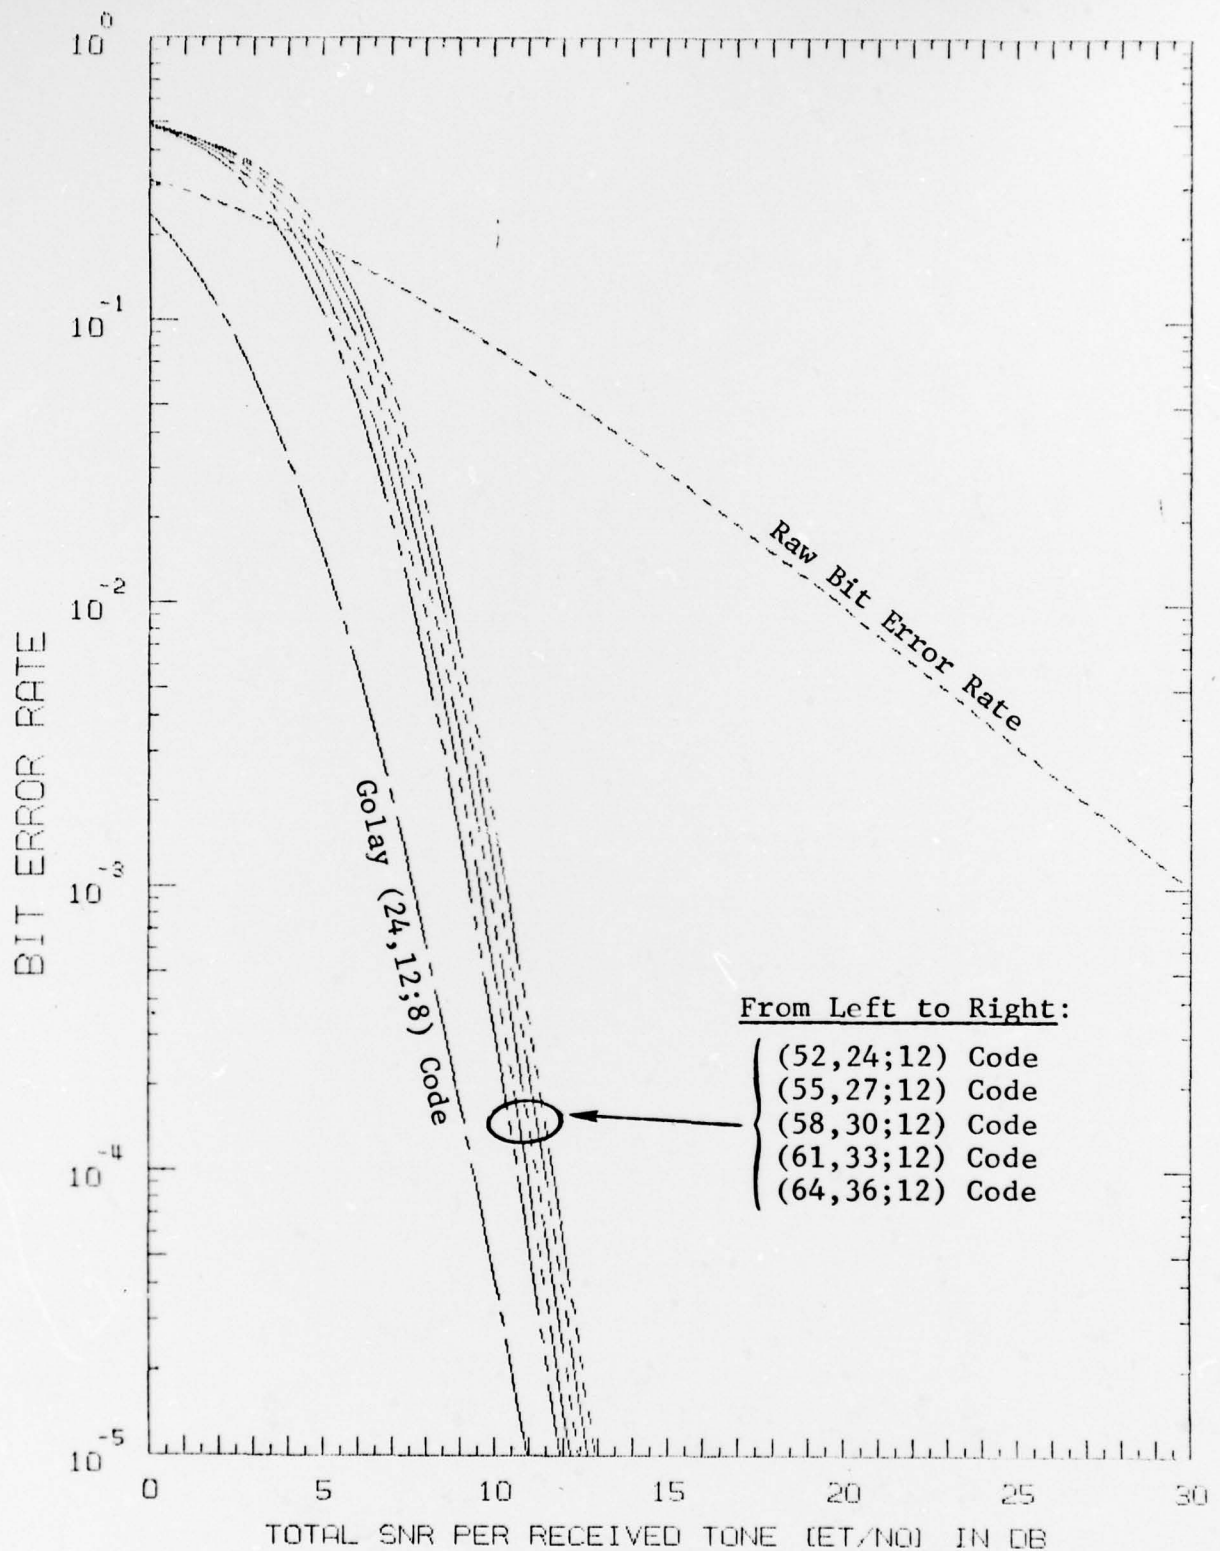 10^0
10^-1
10^-2
10^-3
10^-4
10^-5
BIT ERROR RATE
Raw Bit Error Rate
Golay (24,12;8) Code
From Left to Right:
(52,24;12) Code
(55,27;12) Code
(58,30;12) Code
(61,33;12) Code
(64,36;12) Code
0 5 10 15 20 25 30
TOTAL SNR PER RECEIVED TONE (ET/NO) IN DB